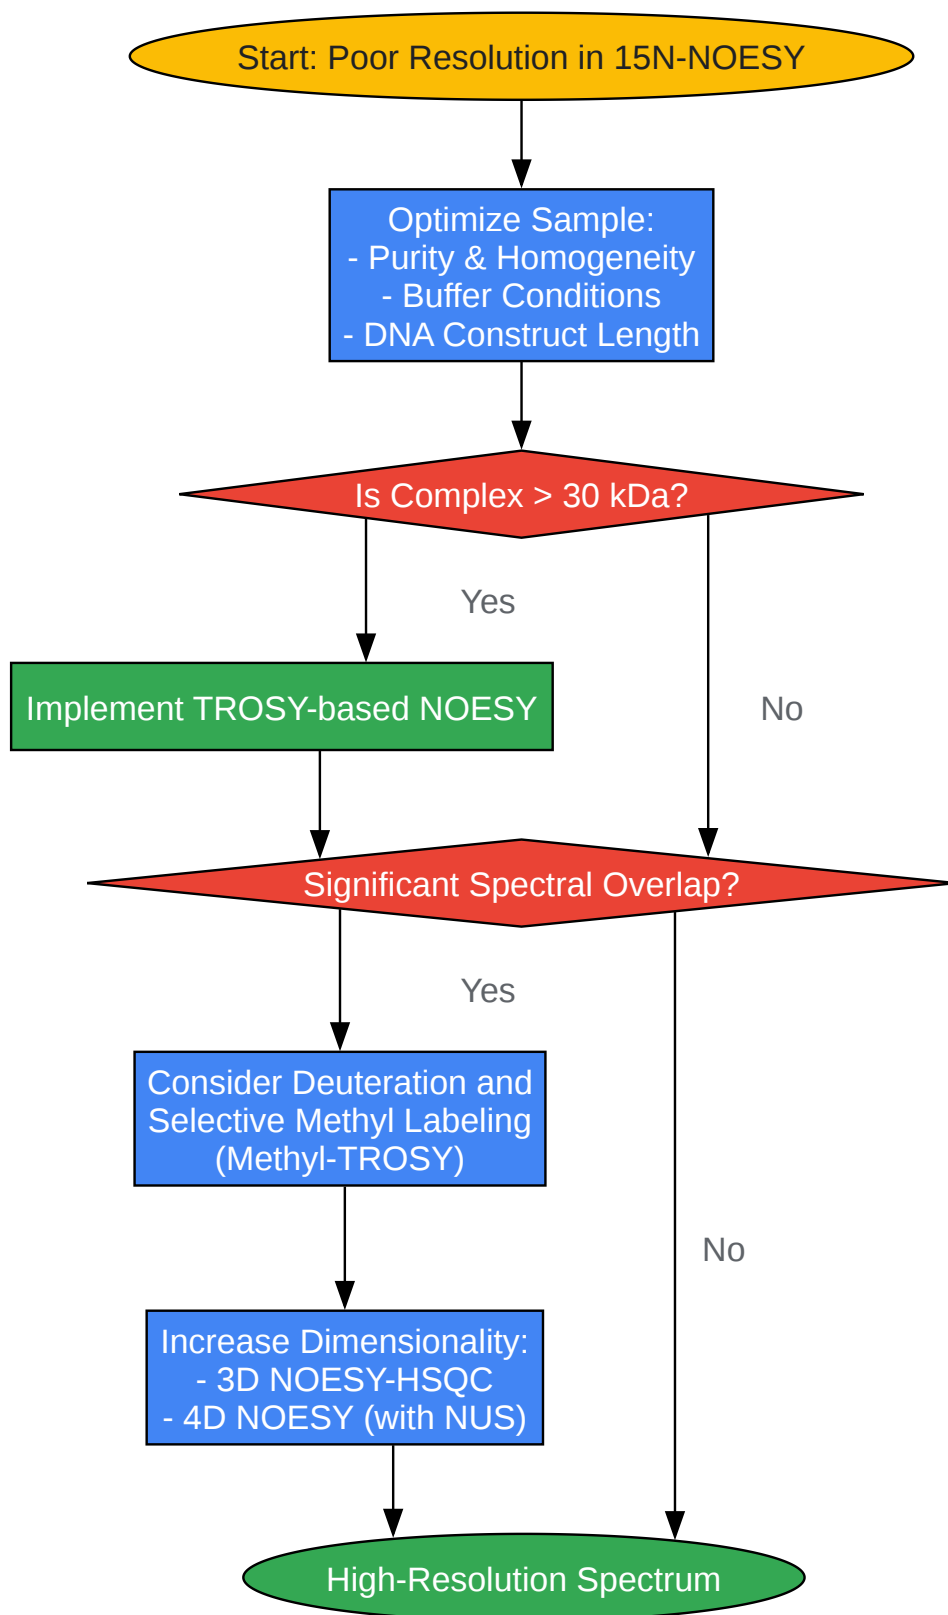 Start: Poor Resolution in 15N-NOESY
Optimize Sample:
- Purity & Homogeneity
- Buffer Conditions
- DNA Construct Length
Is Complex > 30 kDa?
Yes
Implement TROSY-based NOESY
No
Significant Spectral Overlap?
Yes
Consider Deuteration and
Selective Methyl Labeling
(Methyl-TROSY)
No
Increase Dimensionality:
- 3D NOESY-HSQC
- 4D NOESY (with NUS)
High-Resolution Spectrum